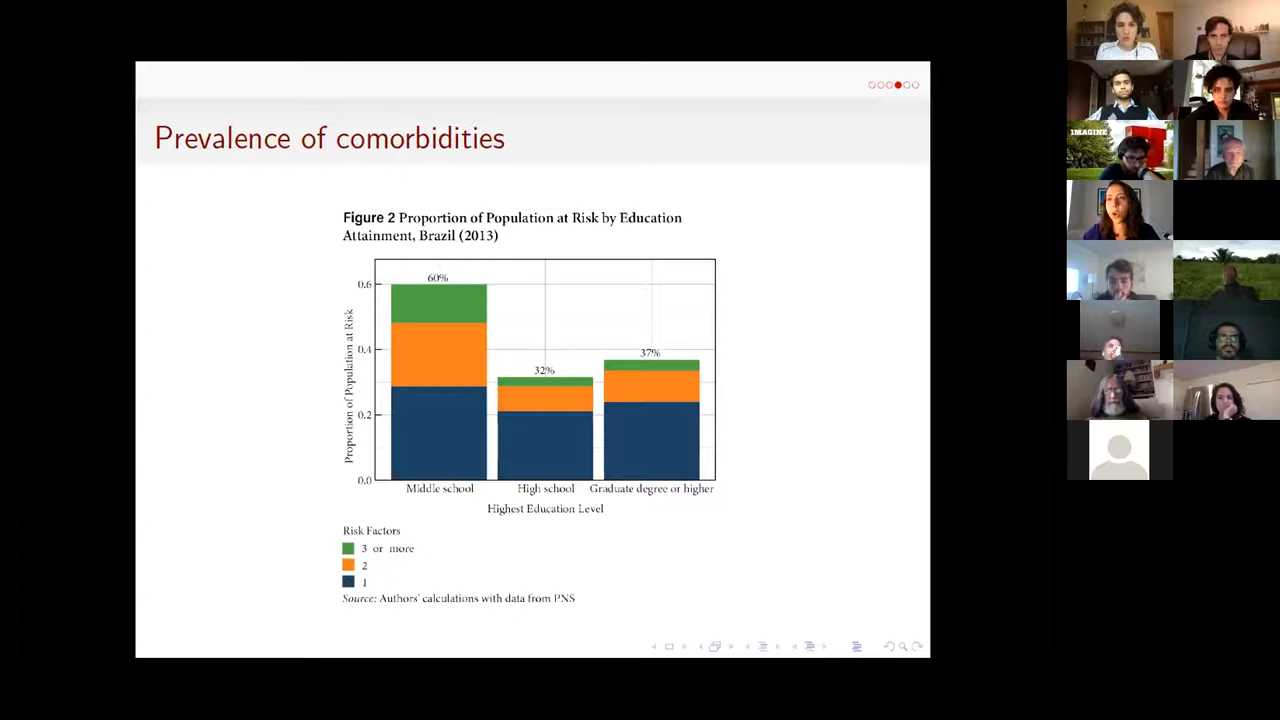 Prevalence of comorbidities
Figure 2 Proportion of Population at Risk by Education
Attainment, Brazil (2013)
60%
32%
37%
0.6
0.4
0.2
0.0
Proportion of Population at Risk
Middle school
High school
Graduate degree or higher
Highest Education Level
Risk Factors
3 or more
2
1
Source: Authors' calculations with data from PNS
IMAGINE